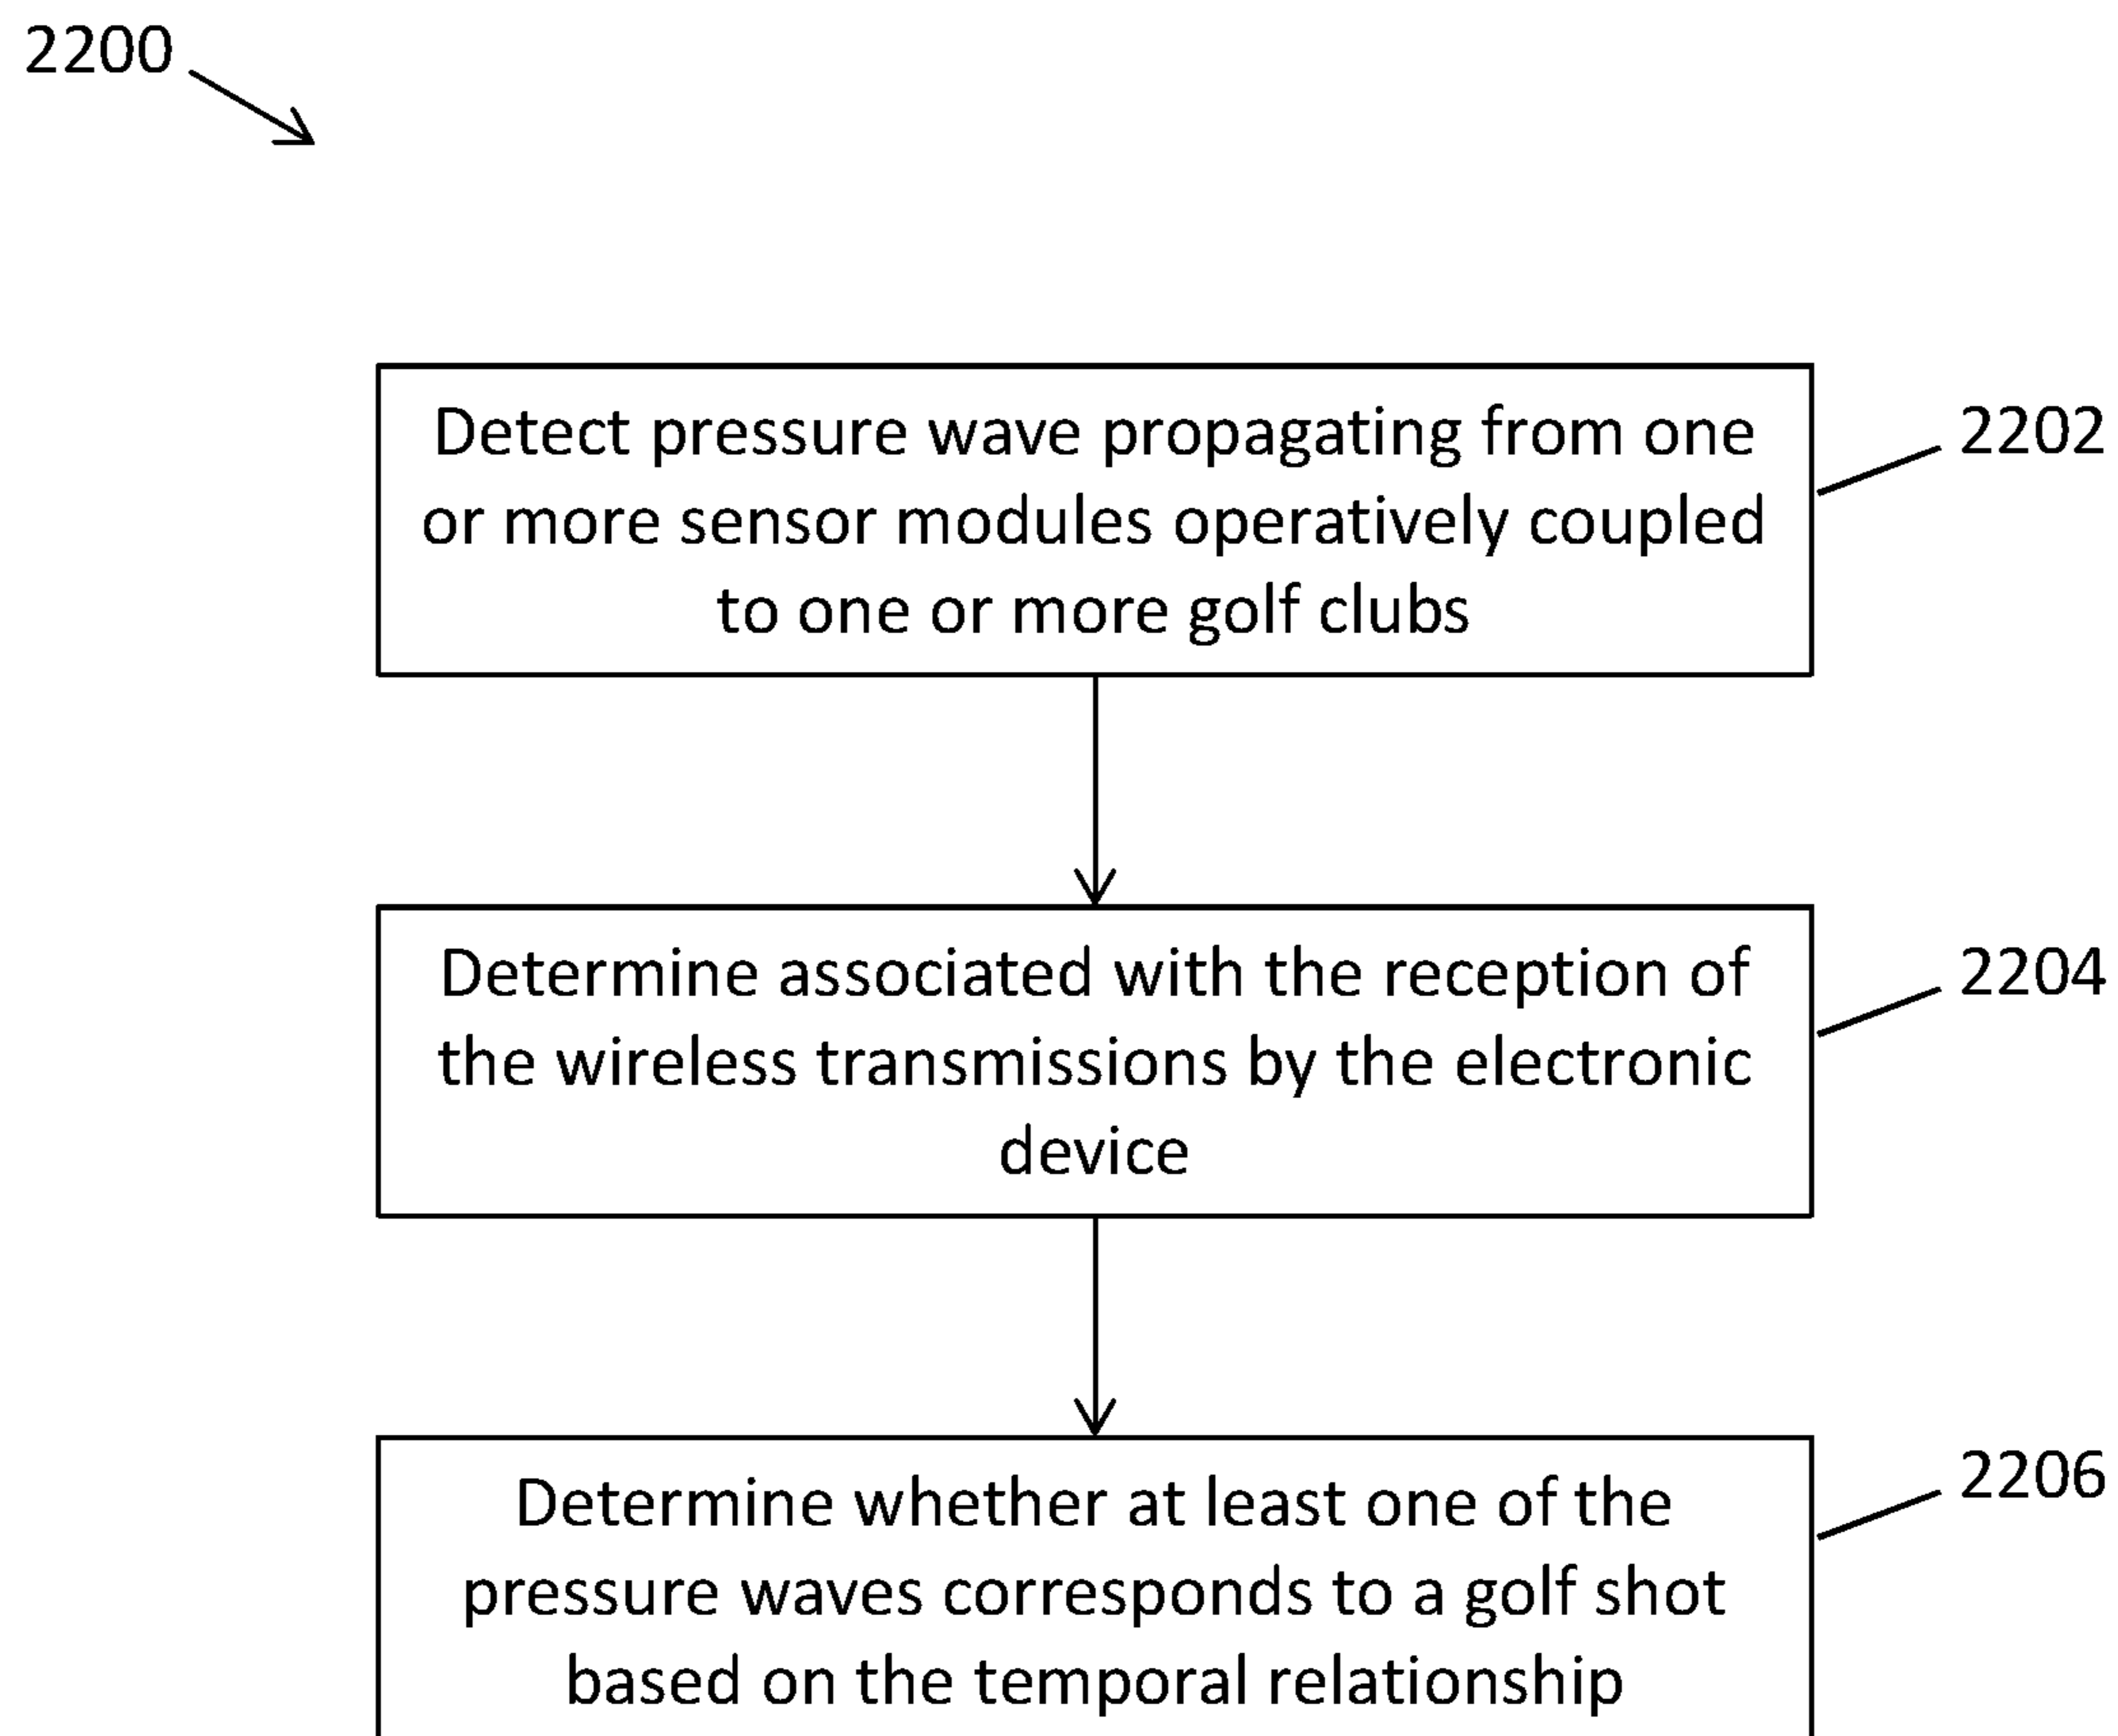 2200
Detect pressure wave propagating from one
or more sensor modules operatively coupled
to one or more golf clubs
2202
Determine associated with the reception of
the wireless transmissions by the electronic
device
2204
Determine whether at least one of the
pressure waves corresponds to a golf shot
based on the temporal relationship
2206